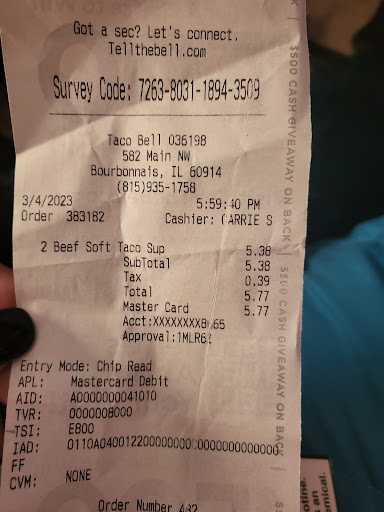 Got a sec? Let's connect.
Tellthebell.com
Survey Code: 7263-8031-1894-3509
Taco Bell 036198
582 Main NW
Bourbonnais, IL 60914
(815)935-1758
3/4/2023 5:59:40 PM
Order 383182 Cashier: CARRIE S
2 Beef Soft Taco Sup 5.38
SubTotal 5.38
Tax 0.39
Total 5.77
Master Card 5.77
Entry Mode: Chip Read
APL: Mastercard Debit
AID: A0000000041010
TVR: 0000008000
TSI: E800
IAD:
FF
CVM: NONE
Order Number
$500 CASH GIVEAWAY ON BACK
$500 CASH GIVEAWAY ON BACK